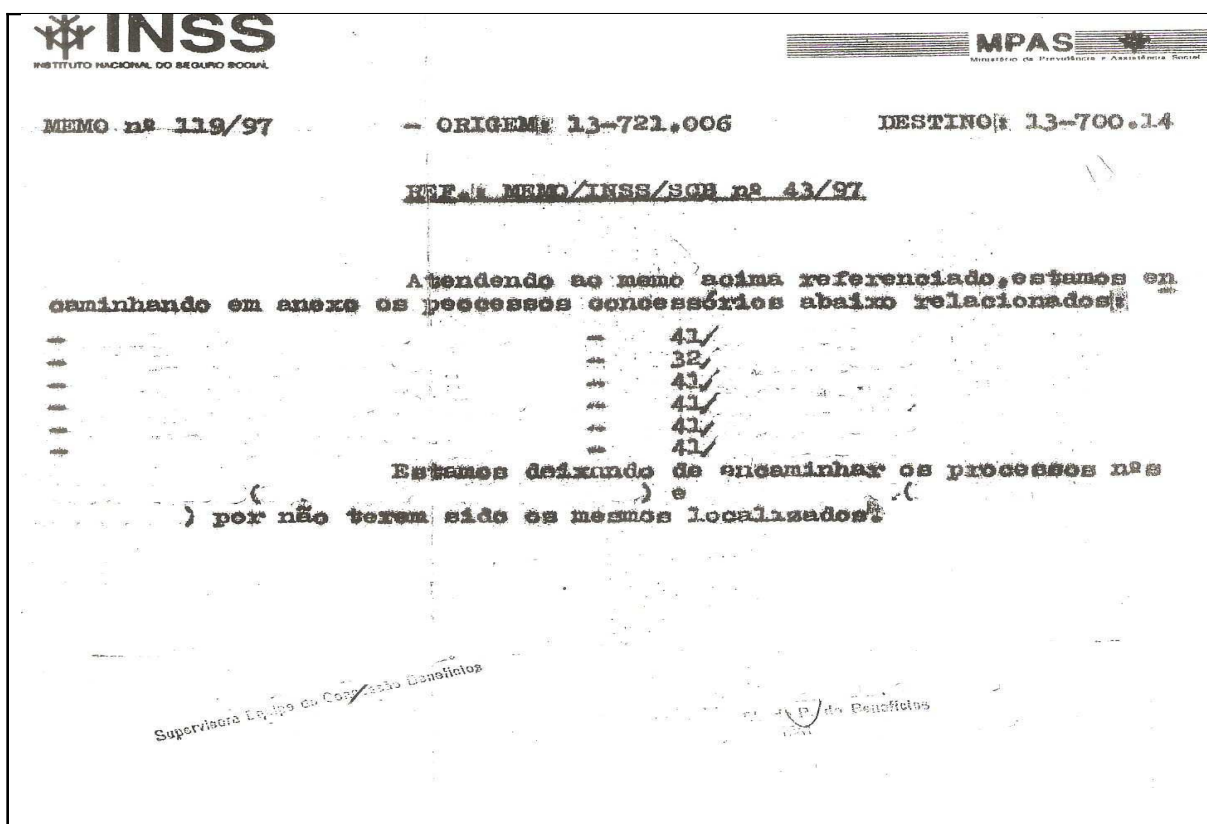 INSS
INSTITUTO NACIONAL DO SEGURO SOCIAL
MPAS
Ministério da Previdência e Assistência Social
MEMO nº 119/97 - ORIGEM: 13-721.006 DESTINO: 13-700.14
REF.: MEMO/INSS/SGB nº 43/97
Atendendo ao memo acima referenciado,estamos en
caminhando em anexo os pocessos concessórios abaixo relacionados:
- - 41/
- - 32/
- - 41/
- - 41/
- - 41/
- - 41/
Estamos deixando de encaminhar os processos nºs
( ) e .(
) por não terem sido os mesmos localizados.
Supervisora Equipe de Concessão Benefícios
de Benefícios